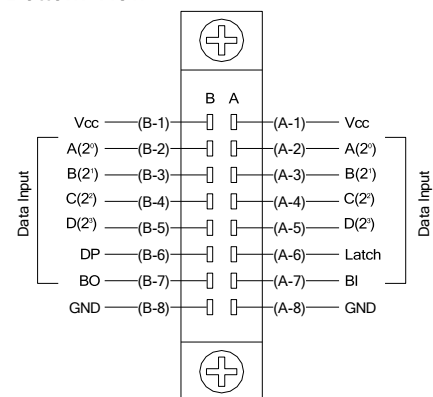 B A
Vcc (B-1) (A-1) Vcc
A(2⁰) (B-2) (A-2) A(2⁰)
B(2¹) (B-3) (A-3) B(2¹)
C(2²) (B-4) (A-4) C(2²)
D(2³) (B-5) (A-5) D(2³)
DP (B-6) (A-6) Latch
BO (B-7) (A-7) BI
GND (B-8) (A-8) GND
Data Input
Data Input